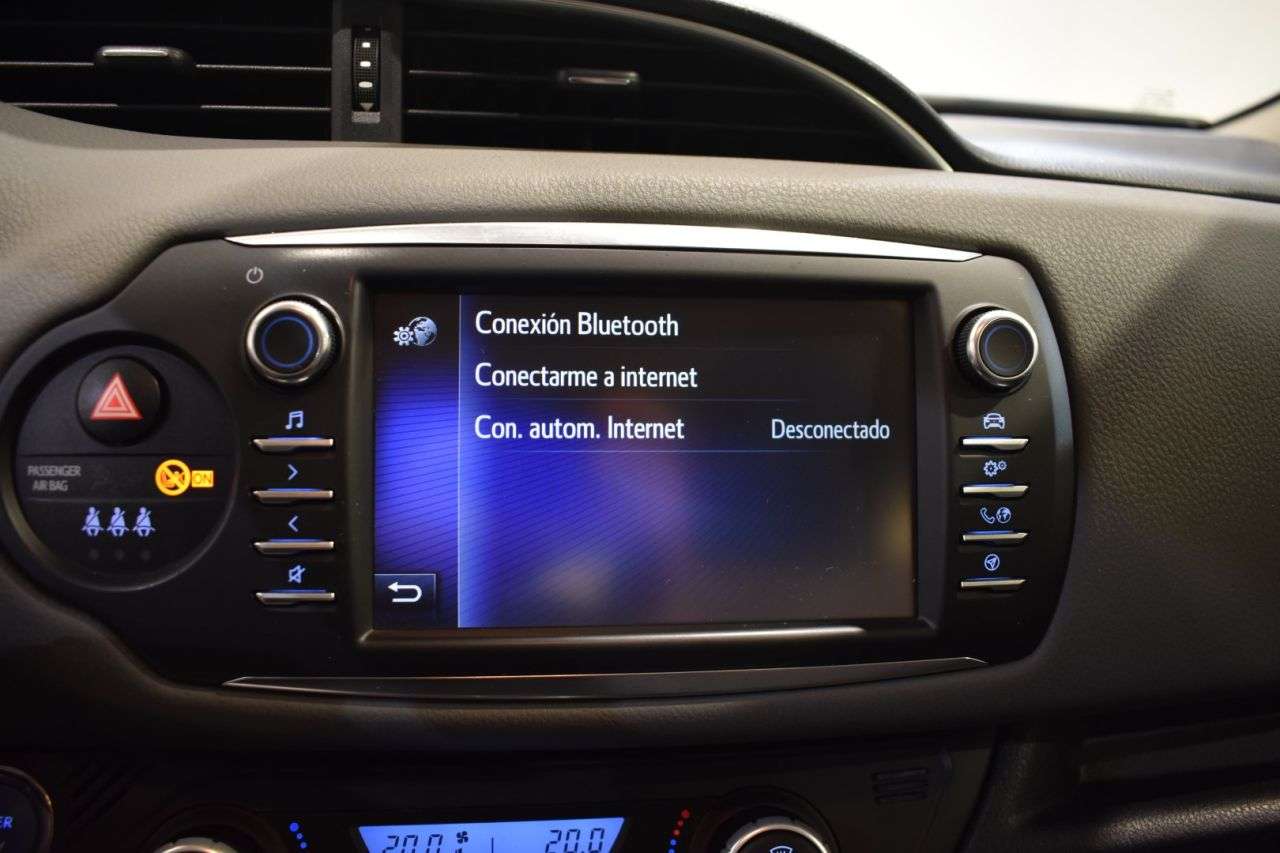 Conexión Bluetooth
Conectarme a internet
Con. autom. Internet Desconectado
PASSENGER
AIR BAG
ON
20.0 20.0